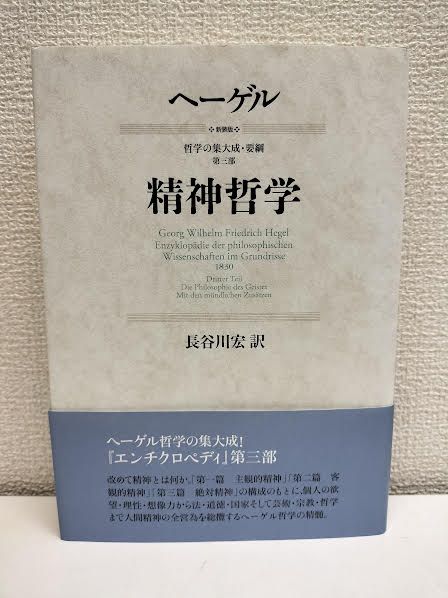 ヘーゲル
新装版
哲学の集大成・要綱
第三部
精神哲学
Georg Wilhelm Friedrich Hegel
Enzyklopädie der philosophischen
Wissenschaften im Grundrisse
1830
Dritter Teil
Die Philosophie des Geistes
Mit den mündlichen Zusätzen
長谷川宏 訳
ヘーゲル哲学の集大成!
『エンチクロペディ』第三部
改めて精神とは何か。「第一篇 主観的精神」「第二篇 客
観的精神」「第三篇 絶対精神」の構成のもとに、個人の欲
望・理性・想像力から法・道徳・国家そして芸術・宗教・哲学
まで人間精神の全営為を総攬するヘーゲル哲学の精髄。